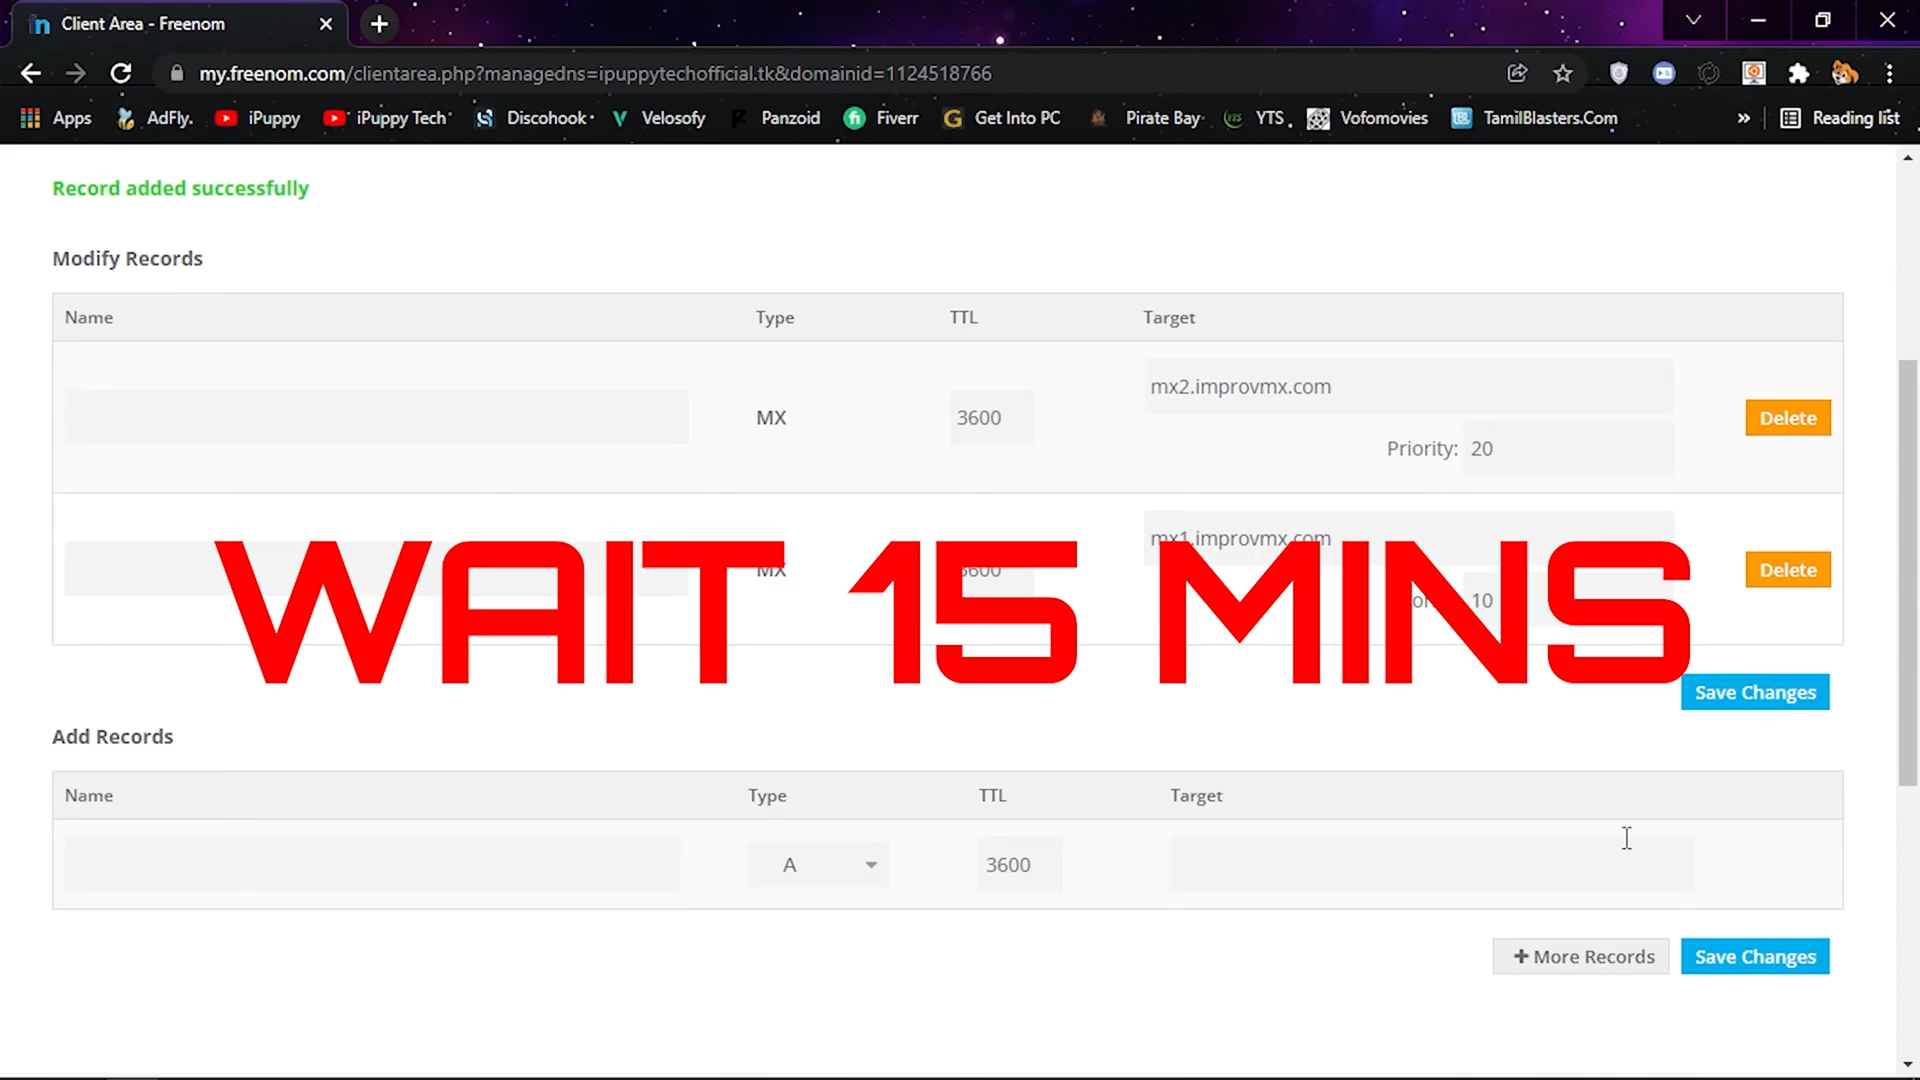 Client Area - Freenom
my.freenom.com/clientarea.php?managedns=ipuppytechofficial.tk&domainid=1124518766
Apps AdFly. iPuppy iPuppy Tech Discohook · Velosofy Panzoid Fiverr Get Into PC Pirate Bay YTS . Vofomovies TamilBlasters.Com » Reading list
Record added successfully
Modify Records
Name Type TTL Target
MX 3600 mx2.improvmx.com Delete
Priority: 20
MX 3600 mx1.improvmx.com Delete
10
WAIT 15 MINS
Save Changes
Add Records
Name Type TTL Target
A 3600
+ More Records Save Changes